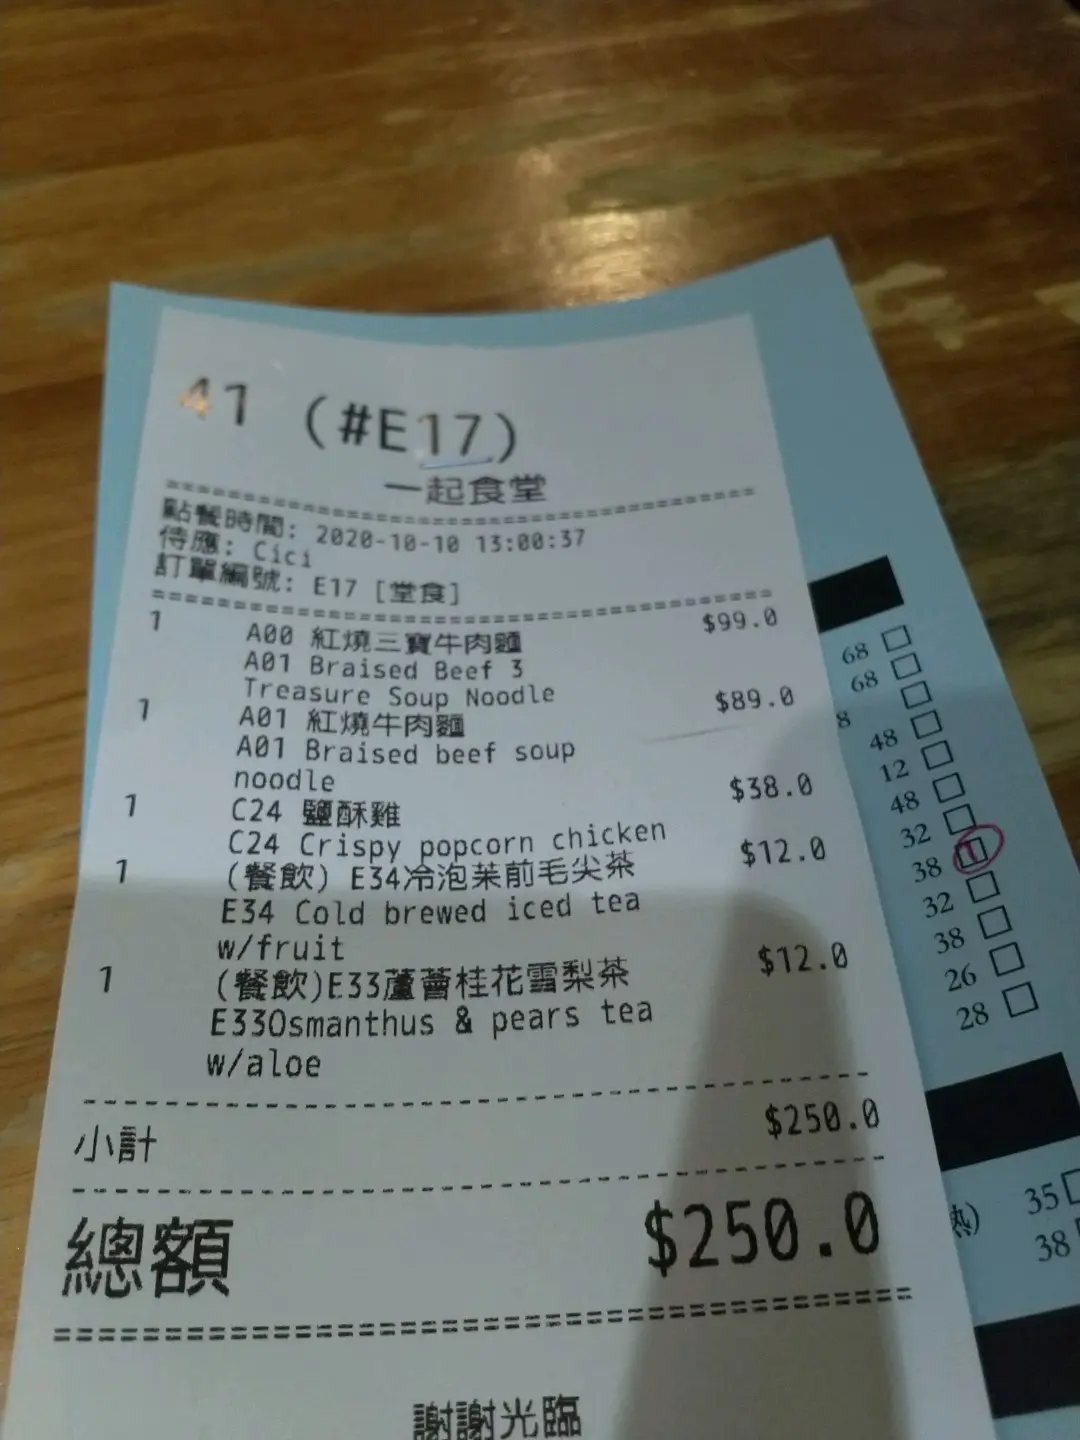 41 (#E17)
一起食堂
點餐時間: 2020-10-10 13:00:37
侍應: Cici
訂單編號: E17 [堂食]
1 A00 紅燒三寶牛肉麵 $99.0
A01 Braised Beef 3
Treasure Soup Noodle
1 A01 紅燒牛肉麵 $89.0
A01 Braised beef soup
noodle
1 C24 鹽酥雞 $38.0
C24 Crispy popcorn chicken
1 (餐飲) E34冷泡茉前毛尖茶 $12.0
E34 Cold brewed iced tea
w/fruit
1 (餐飲)E33蘆薈桂花雪梨茶 $12.0
E33Osmanthus & pears tea
w/aloe
小計 $250.0
總額 $250.0
謝謝光臨
68
68
8
48
12
48
32
38 1
32
38
26
28
熱) 35
38